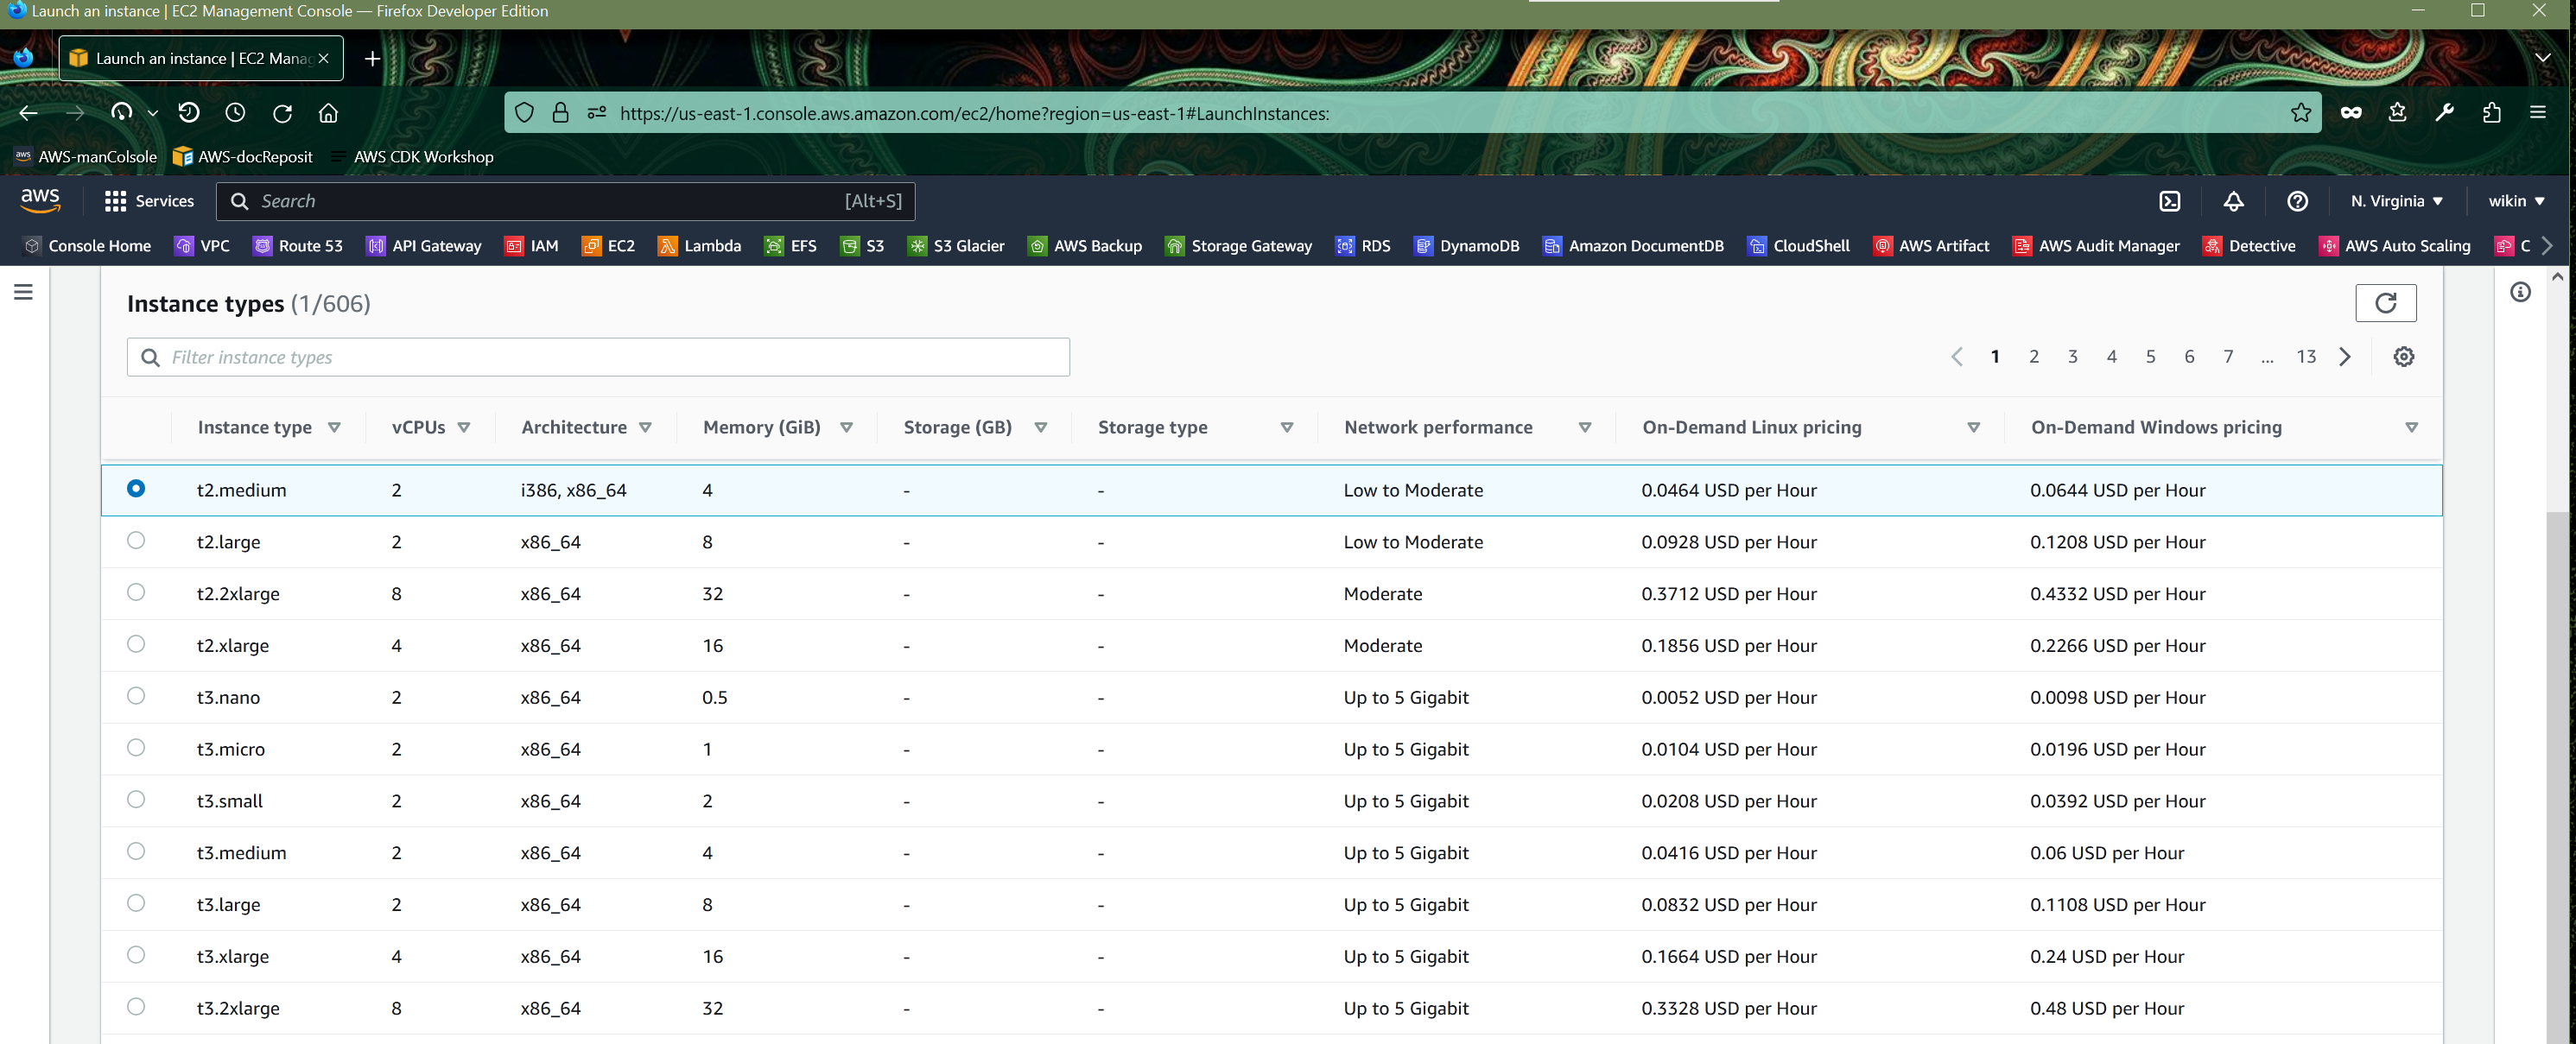 Launch an instance | EC2 Management Console — Firefox Developer Edition
Launch an instance | EC2 Manag
https://us-east-1.console.aws.amazon.com/ec2/home?region=us-east-1#LaunchInstances:
AWS-manColsole AWS-docReposit AWS CDK Workshop
aws Services Search [Alt+S] N. Virginia wikin
Console Home VPC Route 53 API Gateway IAM EC2 Lambda EFS S3 S3 Glacier AWS Backup Storage Gateway RDS DynamoDB Amazon DocumentDB CloudShell AWS Artifact AWS Audit Manager Detective AWS Auto Scaling C
Instance types (1/606)
Filter instance types 1 2 3 4 5 6 7 ... 13
Instance type vCPUs Architecture Memory (GiB) Storage (GB) Storage type Network performance On-Demand Linux pricing On-Demand Windows pricing
t2.medium 2 i386, x86_64 4 - - Low to Moderate 0.0464 USD per Hour 0.0644 USD per Hour
t2.large 2 x86_64 8 - - Low to Moderate 0.0928 USD per Hour 0.1208 USD per Hour
t2.2xlarge 8 x86_64 32 - - Moderate 0.3712 USD per Hour 0.4332 USD per Hour
t2.xlarge 4 x86_64 16 - - Moderate 0.1856 USD per Hour 0.2266 USD per Hour
t3.nano 2 x86_64 0.5 - - Up to 5 Gigabit 0.0052 USD per Hour 0.0098 USD per Hour
t3.micro 2 x86_64 1 - - Up to 5 Gigabit 0.0104 USD per Hour 0.0196 USD per Hour
t3.small 2 x86_64 2 - - Up to 5 Gigabit 0.0208 USD per Hour 0.0392 USD per Hour
t3.medium 2 x86_64 4 - - Up to 5 Gigabit 0.0416 USD per Hour 0.06 USD per Hour
t3.large 2 x86_64 8 - - Up to 5 Gigabit 0.0832 USD per Hour 0.1108 USD per Hour
t3.xlarge 4 x86_64 16 - - Up to 5 Gigabit 0.1664 USD per Hour 0.24 USD per Hour
t3.2xlarge 8 x86_64 32 - - Up to 5 Gigabit 0.3328 USD per Hour 0.48 USD per Hour